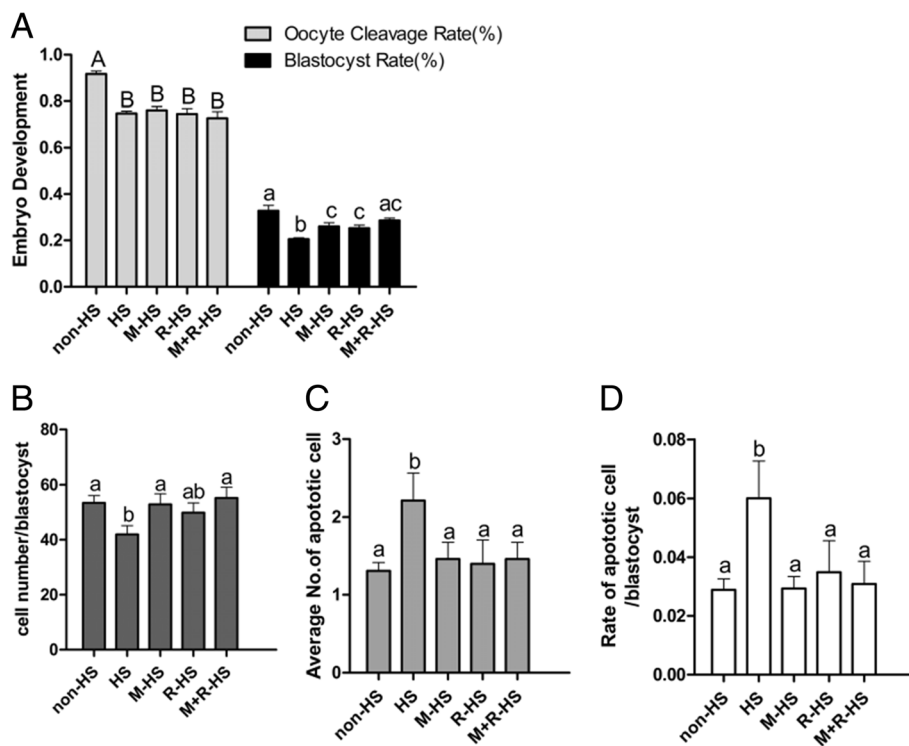 A
Oocyte Cleavage Rate(%)
Blastocyst Rate(%)
Embryo Development
1.0
0.8
0.6
0.4
0.2
0.0
A
B
B
B
B
a
b
c
c
ac
non-HS
HS
M-HS
R-HS
M+R-HS
non-HS
HS
M-HS
R-HS
M+R-HS
B
cell number/blastocyst
80
60
40
20
0
a
b
a
ab
a
non-HS
HS
M-HS
R-HS
M+R-HS
C
Average No.of apoptotic cell
3
2
1
0
a
b
a
a
a
non-HS
HS
M-HS
R-HS
M+R-HS
D
Rate of apoptotic cell
/blastocyst
0.08
0.06
0.04
0.02
0.00
a
b
a
a
a
non-HS
HS
M-HS
R-HS
M+R-HS